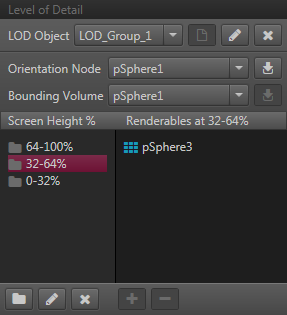 Level of Detail
LOD Object LOD_Group_1
Orientation Node pSphere1
Bounding Volume pSphere1
Screen Height % Renderables at 32-64%
64-100% pSphere3
32-64%
0-32%